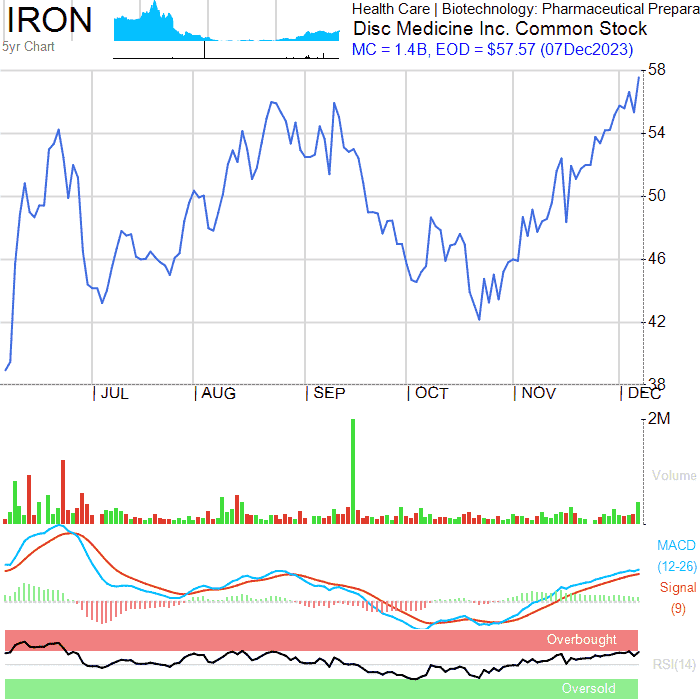 IRON
5yr Chart
Health Care | Biotechnology: Pharmaceutical Prepara
Disc Medicine Inc. Common Stock
MC = 1.4B, EOD = $57.57 (07Dec2023)
58
54
50
46
42
38
JUL
AUG
SEP
OCT
NOV
DEC
2M
Volume
MACD
(12-26)
Signal
(9)
Overbought
RSI(14)
Oversold